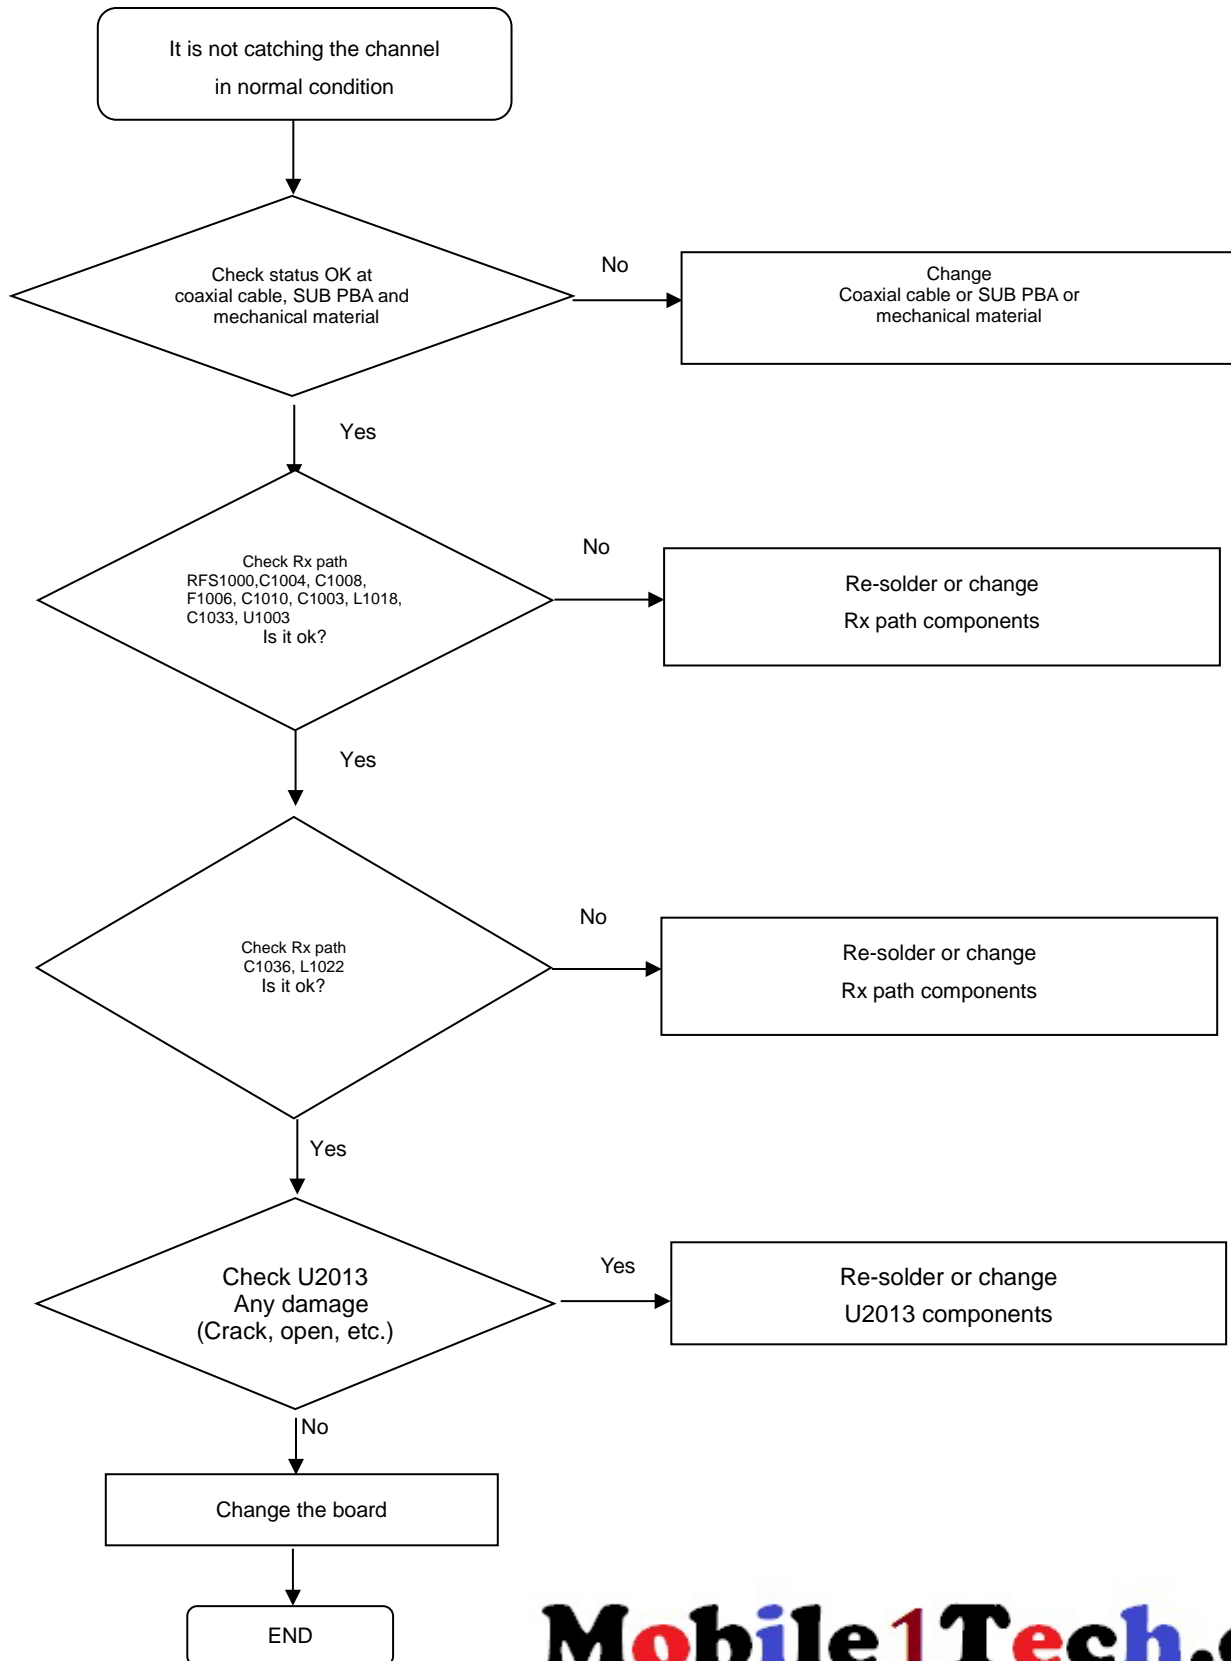 It is not catching the channel
in normal condition
Check status OK at
coaxial cable, SUB PBA and
mechanical material
No
Change
Coaxial cable or SUB PBA or
mechanical material
Yes
Check Rx path
RFS1000,C1004, C1008,
F1006, C1010, C1003, L1018,
C1033, U1003
Is it ok?
No
Re-solder or change
Rx path components
Yes
Check Rx path
C1036, L1022
Is it ok?
No
Re-solder or change
Rx path components
Yes
Check U2013
Any damage
(Crack, open, etc.)
Yes
Re-solder or change
U2013 components
No
Change the board
END
Mobile1Tech.